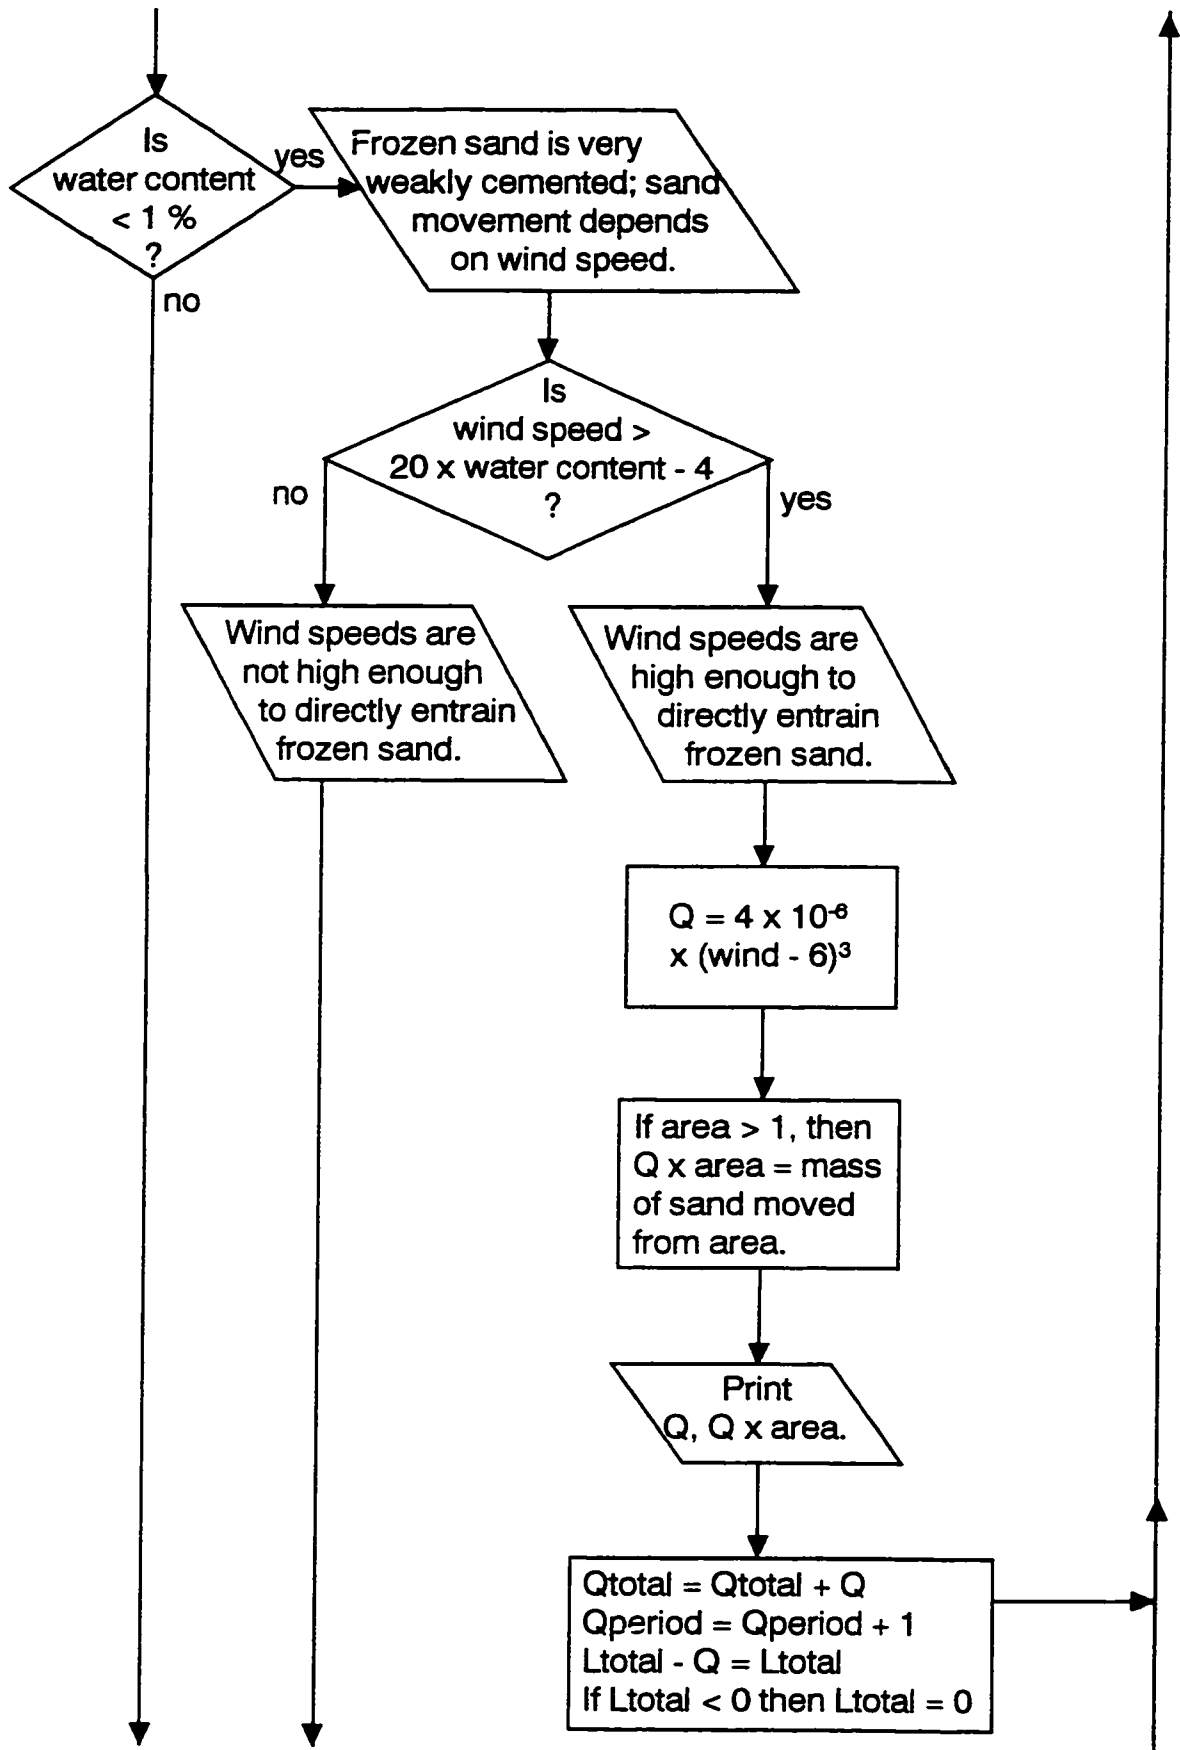 Is
water content
< 1 %
?
yes
no
Frozen sand is very
weakly cemented; sand
movement depends
on wind speed.
Is
wind speed >
20 x water content - 4
?
no
yes
Wind speeds are
not high enough
to directly entrain
frozen sand.
Wind speeds are
high enough to
directly entrain
frozen sand.
Q = 4 x 10⁻⁶
x (wind - 6)³
If area > 1, then
Q x area = mass
of sand moved
from area.
Print
Q, Q x area.
Qtotal = Qtotal + Q
Qperiod = Qperiod + 1
Ltotal - Q = Ltotal
If Ltotal < 0 then Ltotal = 0